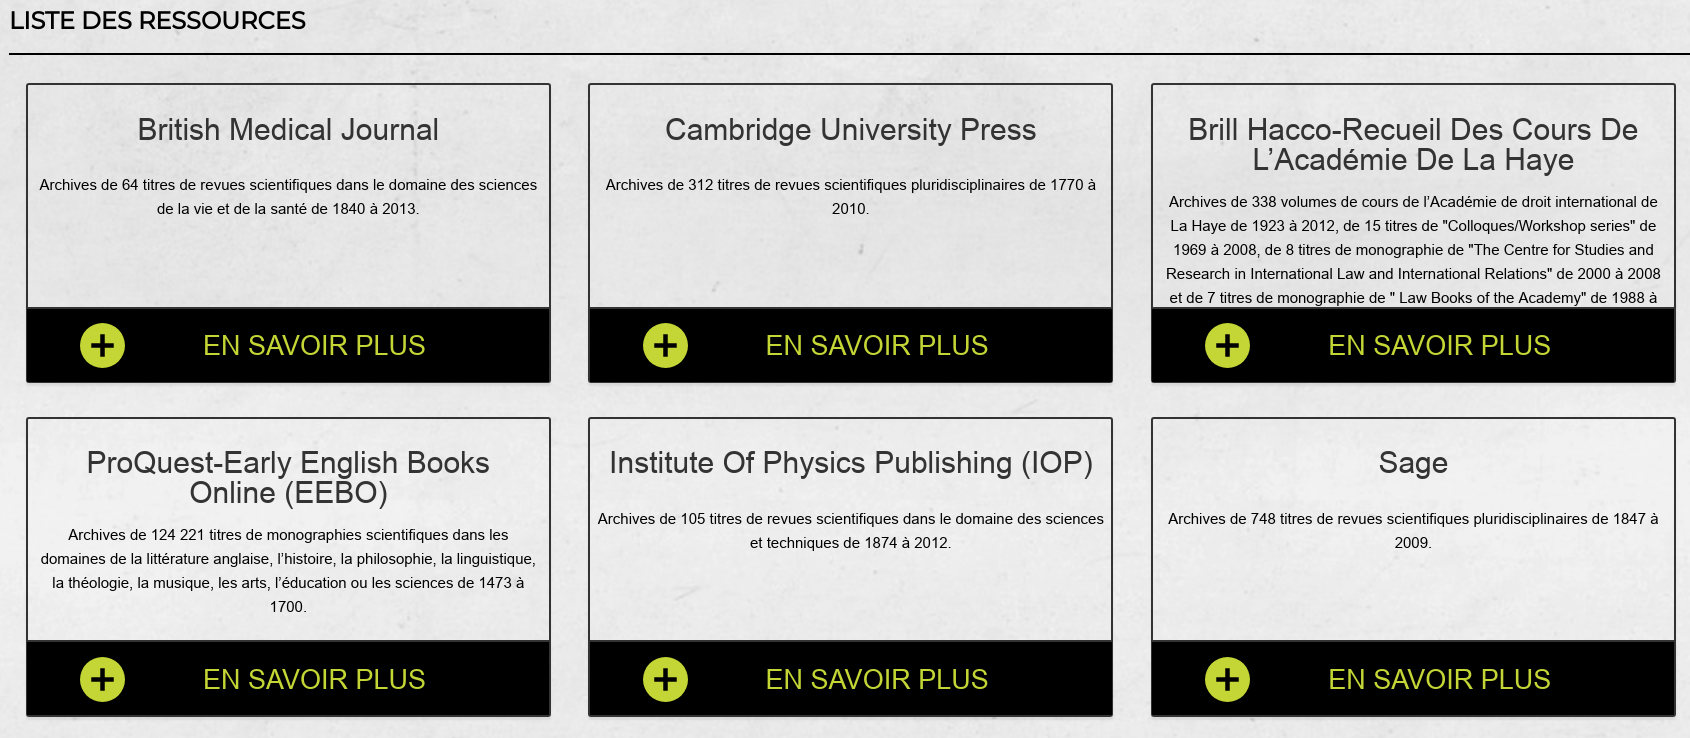 LISTE DES RESSOURCES
British Medical Journal
Archives de 64 titres de revues scientifiques dans le domaine des sciences
de la vie et de la santé de 1840 à 2013.
EN SAVOIR PLUS
Cambridge University Press
Archives de 312 titres de revues scientifiques pluridisciplinaires de 1770 à
2010.
EN SAVOIR PLUS
Brill Hacco-Recueil Des Cours De
L’Académie De La Haye
Archives de 338 volumes de cours de l’Académie de droit international de
La Haye de 1923 à 2012, de 15 titres de "Colloques/Workshop series" de
1969 à 2008, de 8 titres de monographie de "The Centre for Studies and
Research in International Law and International Relations" de 2000 à 2008
et de 7 titres de monographie de " Law Books of the Academy" de 1988 à
EN SAVOIR PLUS
ProQuest-Early English Books
Online (EEBO)
Archives de 124 221 titres de monographies scientifiques dans les
domaines de la littérature anglaise, l’histoire, la philosophie, la linguistique,
la théologie, la musique, les arts, l’éducation ou les sciences de 1473 à
1700.
EN SAVOIR PLUS
Institute Of Physics Publishing (IOP)
Archives de 105 titres de revues scientifiques dans le domaine des sciences
et techniques de 1874 à 2012.
EN SAVOIR PLUS
Sage
Archives de 748 titres de revues scientifiques pluridisciplinaires de 1847 à
2009.
EN SAVOIR PLUS